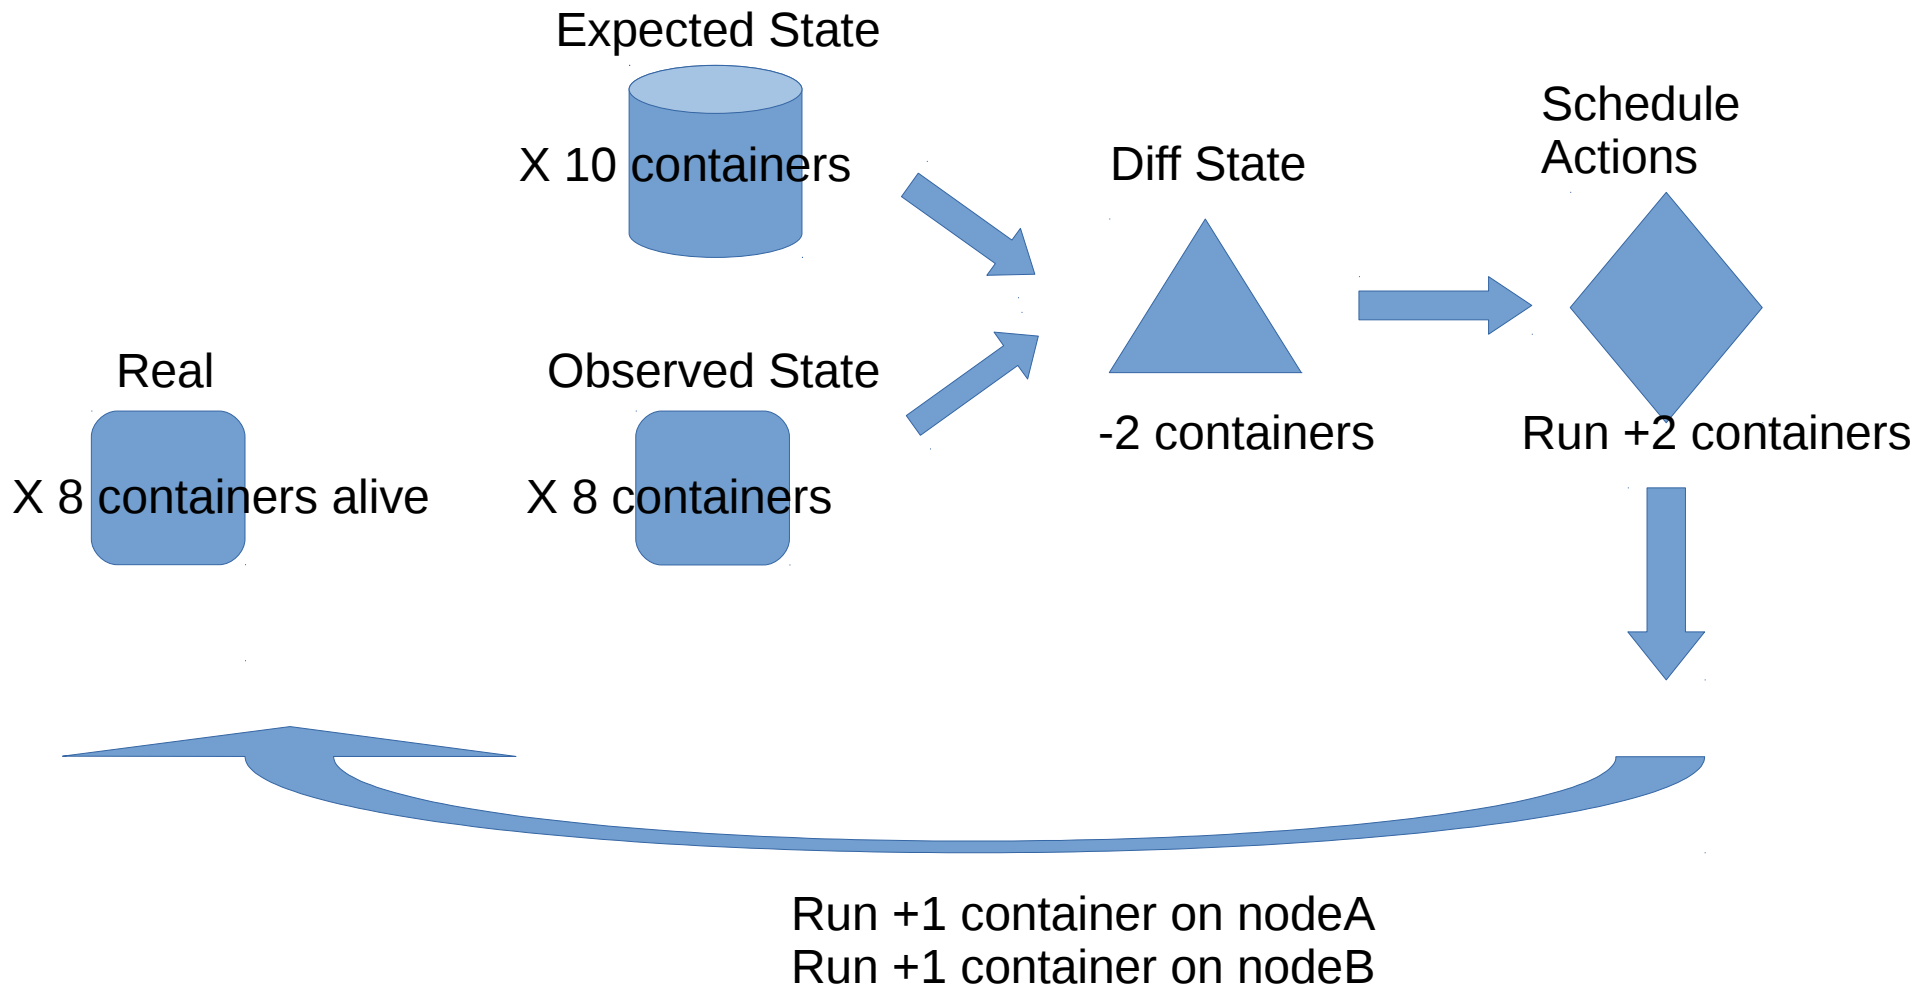 Expected State
X 10 containers
Schedule
Actions
Diff State
Real
Observed State
-2 containers
Run +2 containers
X 8 containers alive
X 8 containers
Run +1 container on nodeA
Run +1 container on nodeB